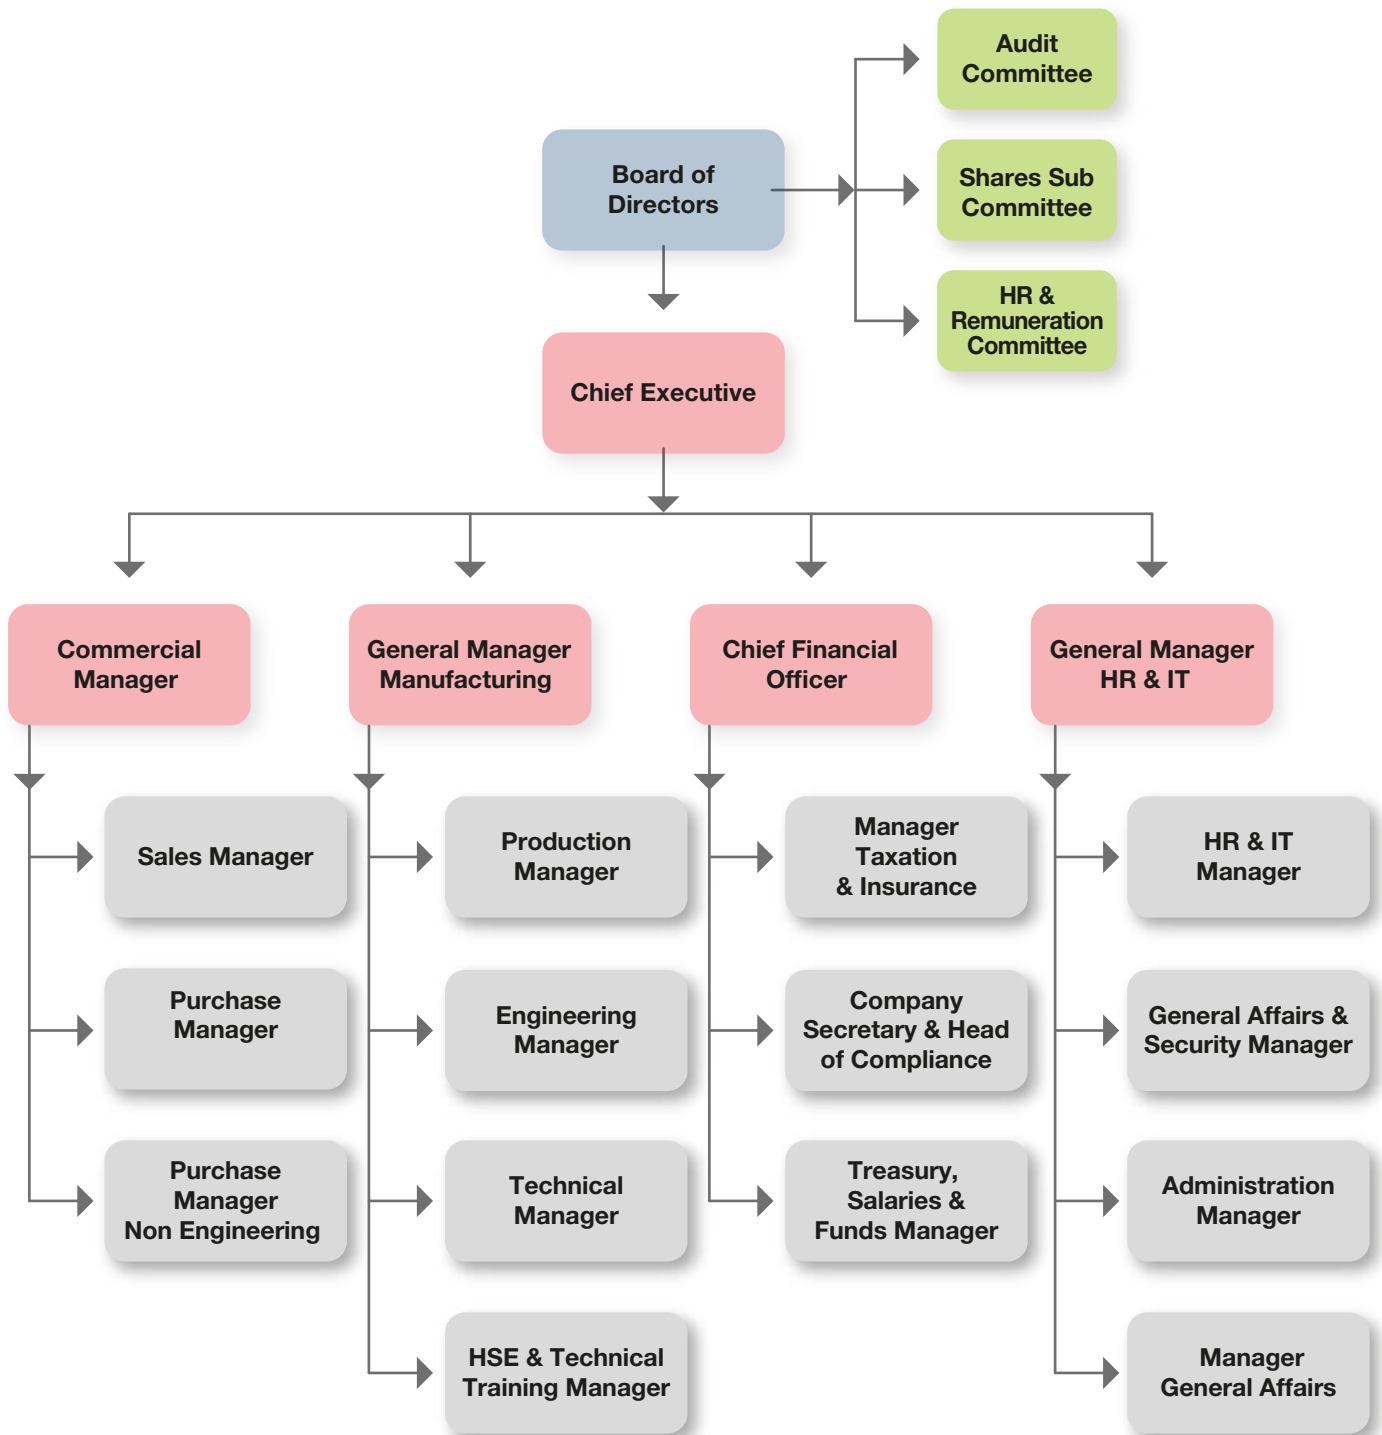 Audit
Committee
Board of
Directors
Shares Sub
Committee
HR &
Remuneration
Committee
Chief Executive
Commercial
Manager
General Manager
Manufacturing
Chief Financial
Officer
General Manager
HR & IT
Sales Manager
Purchase
Manager
Purchase
Manager
Non Engineering
Production
Manager
Engineering
Manager
Technical
Manager
HSE & Technical
Training Manager
Manager
Taxation
& Insurance
Company
Secretary & Head
of Compliance
Treasury,
Salaries &
Funds Manager
HR & IT
Manager
General Affairs &
Security Manager
Administration
Manager
Manager
General Affairs